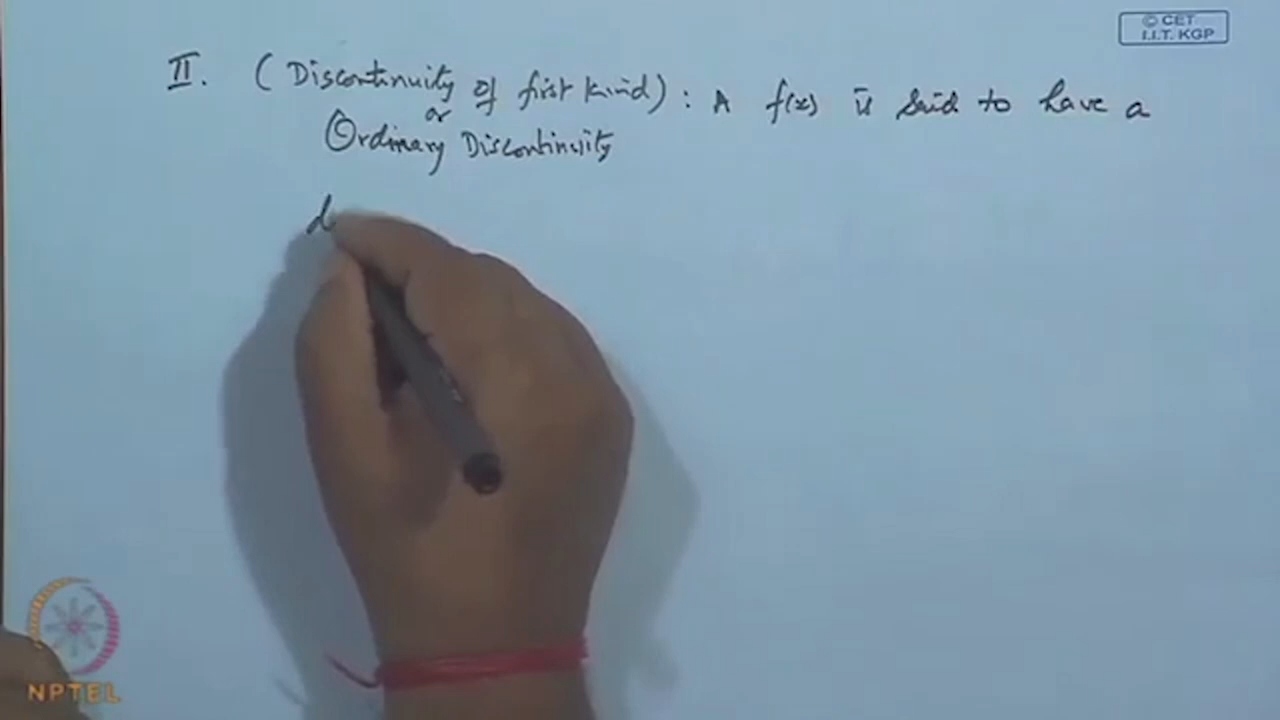 © CET
I.I.T. KGP
II. (Discontinuity of first kind) : A f(x) is said to have a
or
Ordinary Discontinuity
d
NPTEL